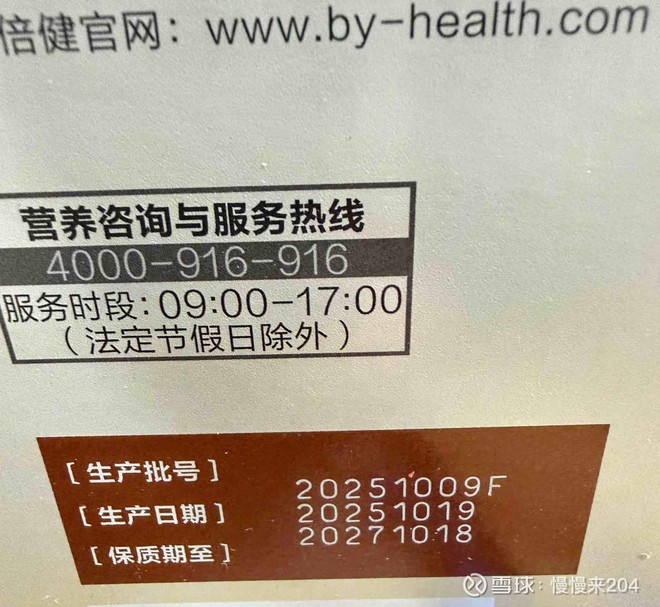 倍健官网：www.by-health.com
营养咨询与服务热线
4000-916-916
服务时段：09:00-17:00
（法定节假日除外）
［生产批号］ 20251009F
［生产日期］ 20251019
［保质期至］ 20271018
雪球：慢慢来204